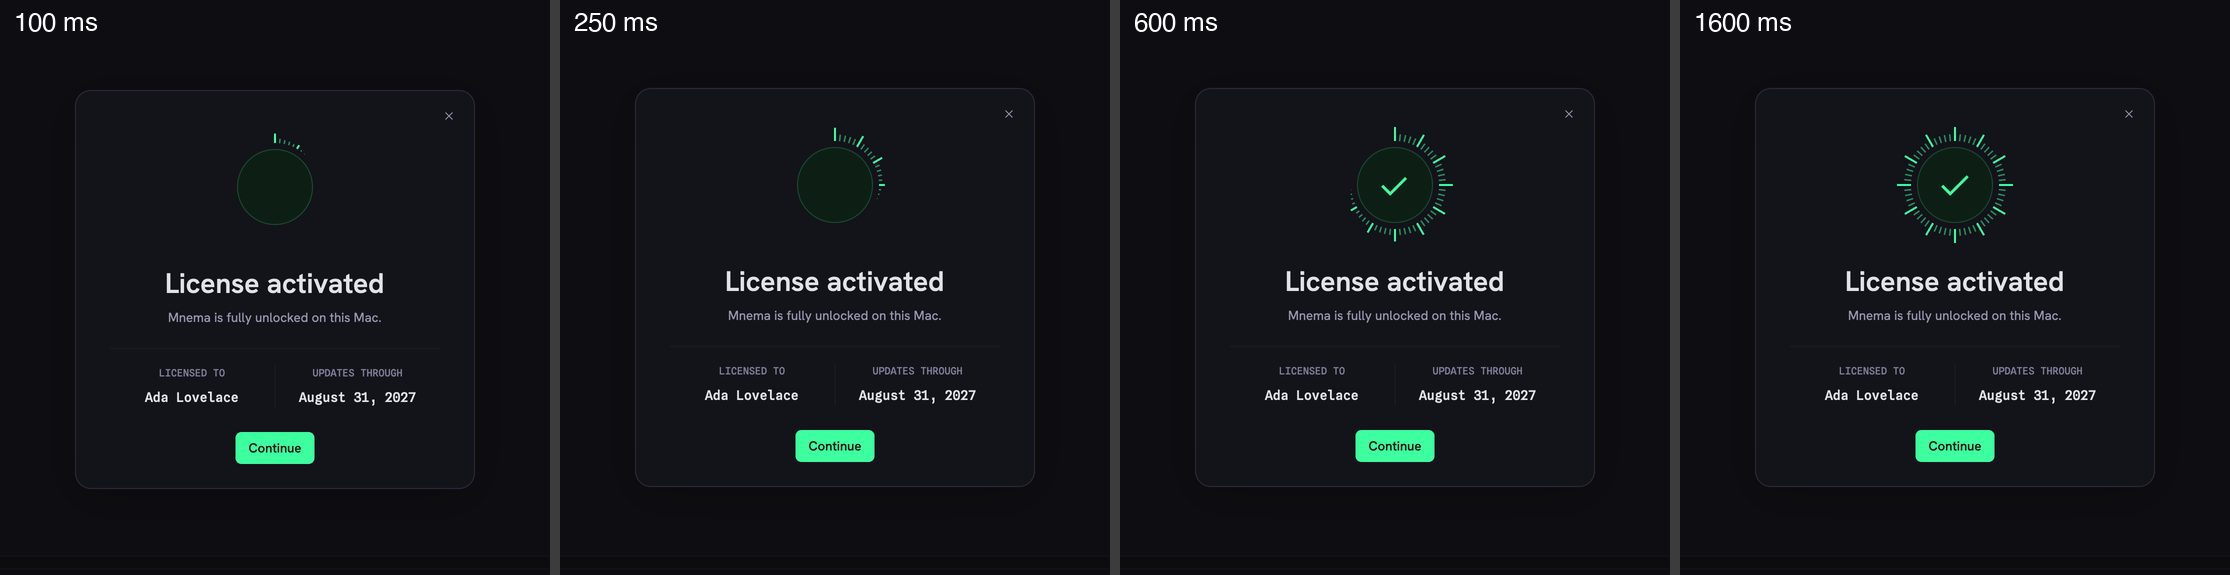 100 ms
License activated
Mnema is fully unlocked on this Mac.
LICENSED TO
Ada Lovelace
UPDATES THROUGH
August 31, 2027
Continue
250 ms
License activated
Mnema is fully unlocked on this Mac.
LICENSED TO
Ada Lovelace
UPDATES THROUGH
August 31, 2027
Continue
600 ms
License activated
Mnema is fully unlocked on this Mac.
LICENSED TO
Ada Lovelace
UPDATES THROUGH
August 31, 2027
Continue
1600 ms
License activated
Mnema is fully unlocked on this Mac.
LICENSED TO
Ada Lovelace
UPDATES THROUGH
August 31, 2027
Continue